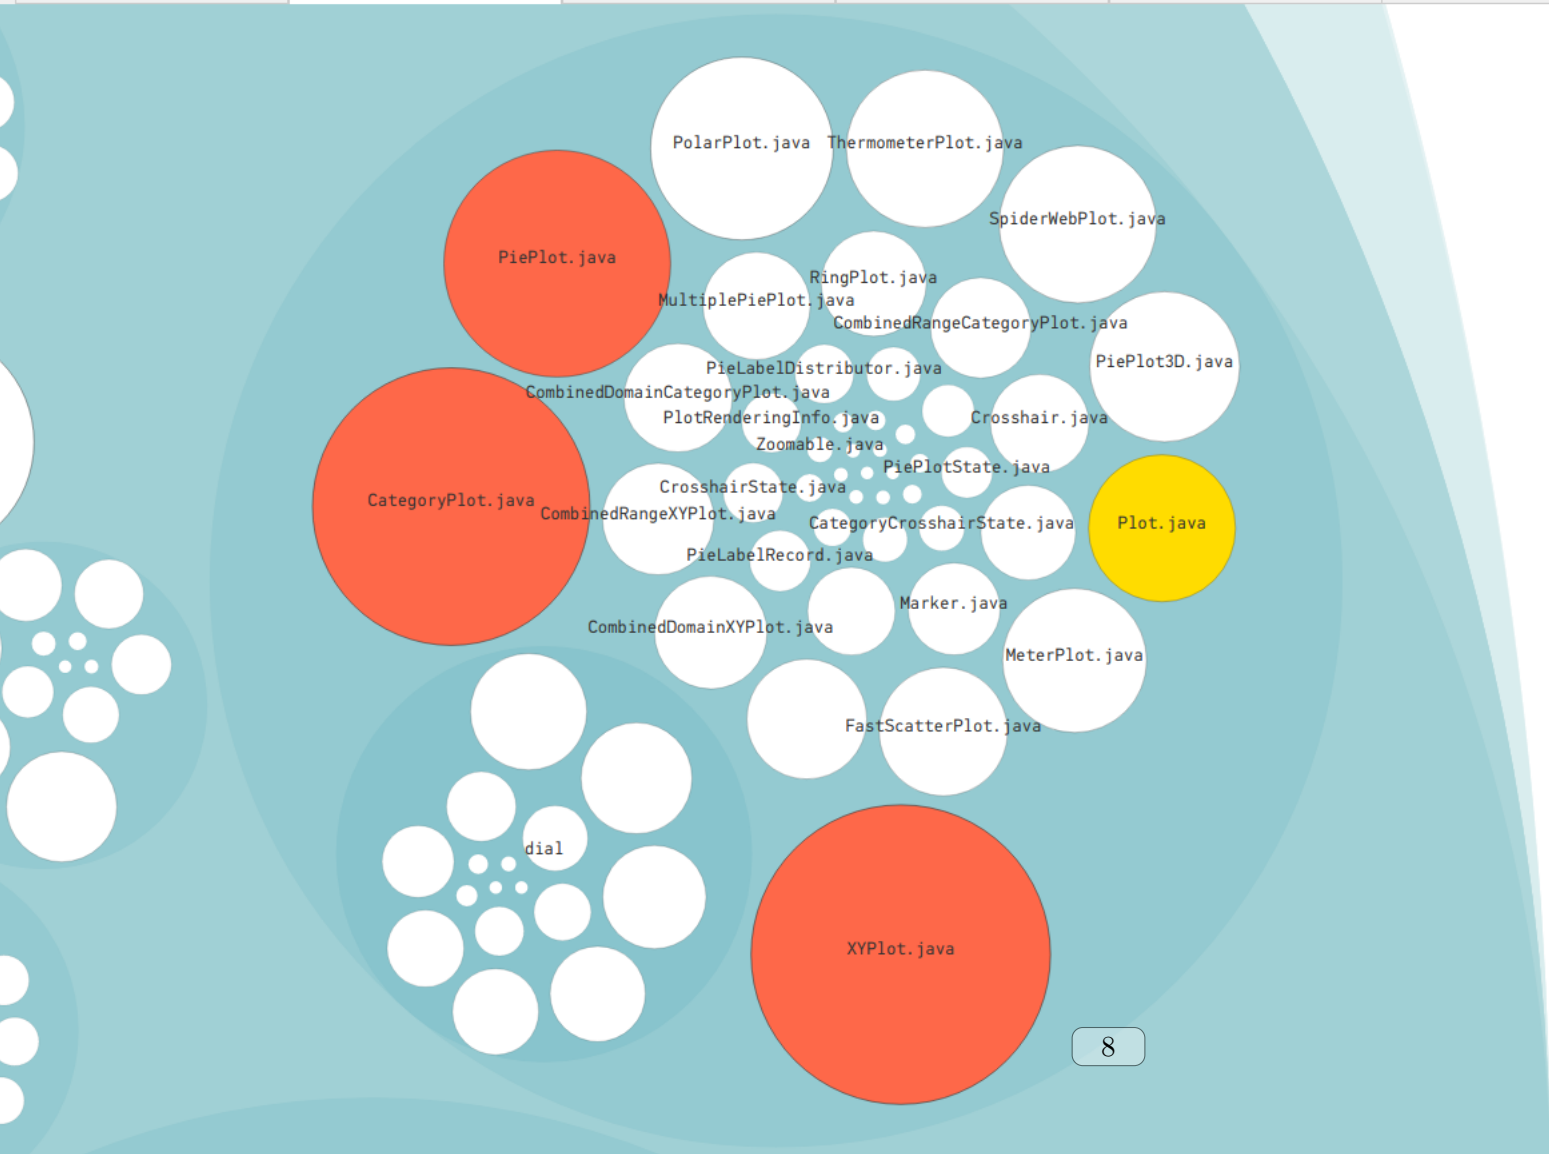 PolarPlot.java
ThermometerPlot.java
SpiderWebPlot.java
PiePlot.java
RingPlot.java
MultiplePiePlot.java
CombinedRangeCategoryPlot.java
PiePlot3D.java
PieLabelDistributor.java
CombinedDomainCategoryPlot.java
PlotRenderingInfo.java
Crosshair.java
Zoomable.java
PiePlotState.java
CrosshairState.java
CategoryPlot.java
CombinedRangeXYPlot.java
CategoryCrosshairState.java
Plot.java
PieLabelRecord.java
Marker.java
CombinedDomainXYPlot.java
MeterPlot.java
FastScatterPlot.java
dial
XYPlot.java
8